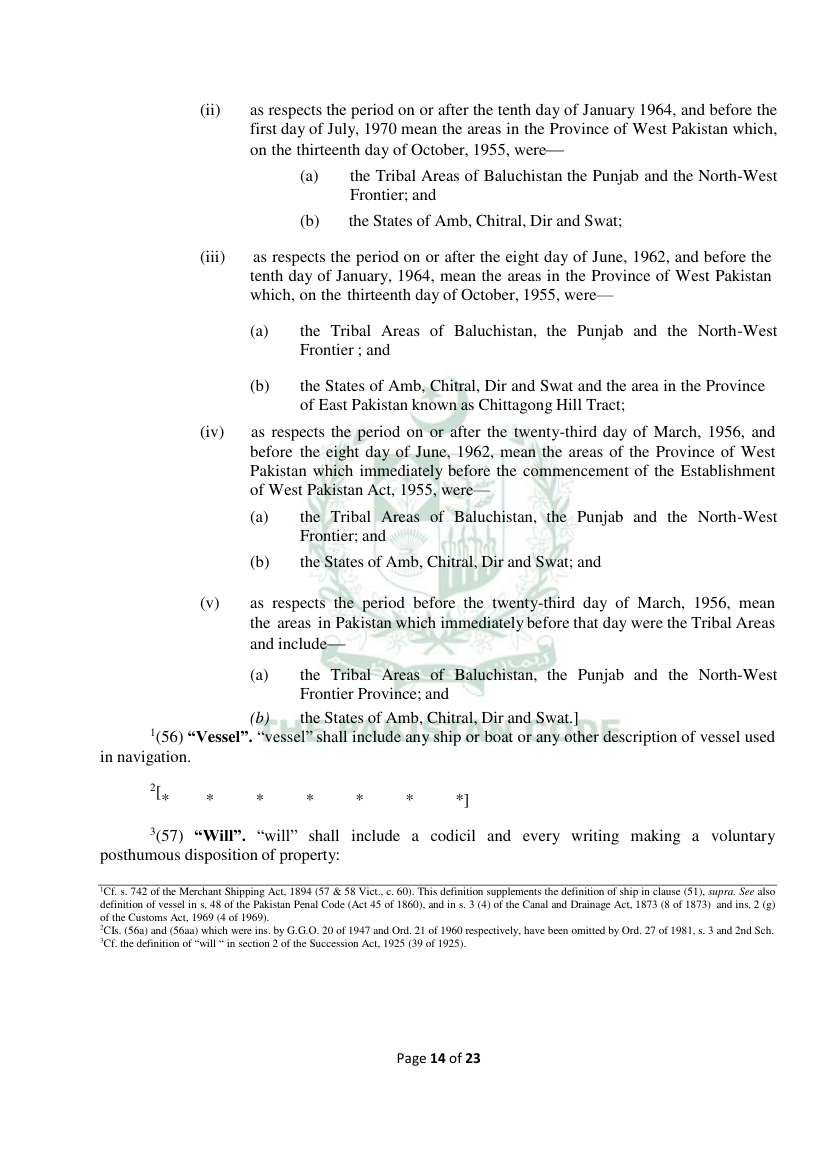 (ii) as respects the period on or after the tenth day of January 1964, and before the
first day of July, 1970 mean the areas in the Province of West Pakistan which,
on the thirteenth day of October, 1955, were—
(a) the Tribal Areas of Baluchistan the Punjab and the North-West
Frontier; and
(b) the States of Amb, Chitral, Dir and Swat;
(iii) as respects the period on or after the eight day of June, 1962, and before the
tenth day of January, 1964, mean the areas in the Province of West Pakistan
which, on the thirteenth day of October, 1955, were—
(a) the Tribal Areas of Baluchistan, the Punjab and the North-West
Frontier ; and
(b) the States of Amb, Chitral, Dir and Swat and the area in the Province
of East Pakistan known as Chittagong Hill Tract;
(iv) as respects the period on or after the twenty-third day of March, 1956, and
before the eight day of June, 1962, mean the areas of the Province of West
Pakistan which immediately before the commencement of the Establishment
of West Pakistan Act, 1955, were—
(a) the Tribal Areas of Baluchistan, the Punjab and the North-West
Frontier; and
(b) the States of Amb, Chitral, Dir and Swat; and
(v) as respects the period before the twenty-third day of March, 1956, mean
the areas in Pakistan which immediately before that day were the Tribal Areas
and include—
(a) the Tribal Areas of Baluchistan, the Punjab and the North-West
Frontier Province; and
(b) the States of Amb, Chitral, Dir and Swat.]
THE PAKISTAN CODE
1(56) “Vessel”. “vessel” shall include any ship or boat or any other description of vessel used
in navigation.
2[* * * * * * *]
3(57) “Will”. “will” shall include a codicil and every writing making a voluntary
posthumous disposition of property:
1Cf. s. 742 of the Merchant Shipping Act, 1894 (57 & 58 Vict., c. 60). This definition supplements the definition of ship in clause (51), supra. See also
definition of vessel in s. 48 of the Pakistan Penal Code (Act 45 of 1860), and in s. 3 (4) of the Canal and Drainage Act, 1873 (8 of 1873) and ins. 2 (g)
of the Customs Act, 1969 (4 of 1969).
2CIs. (56a) and (56aa) which were ins. by G.G.O. 20 of 1947 and Ord. 21 of 1960 respectively, have been omitted by Ord. 27 of 1981, s. 3 and 2nd Sch.
3Cf. the definition of “will “ in section 2 of the Succession Act, 1925 (39 of 1925).
Page 14 of 23